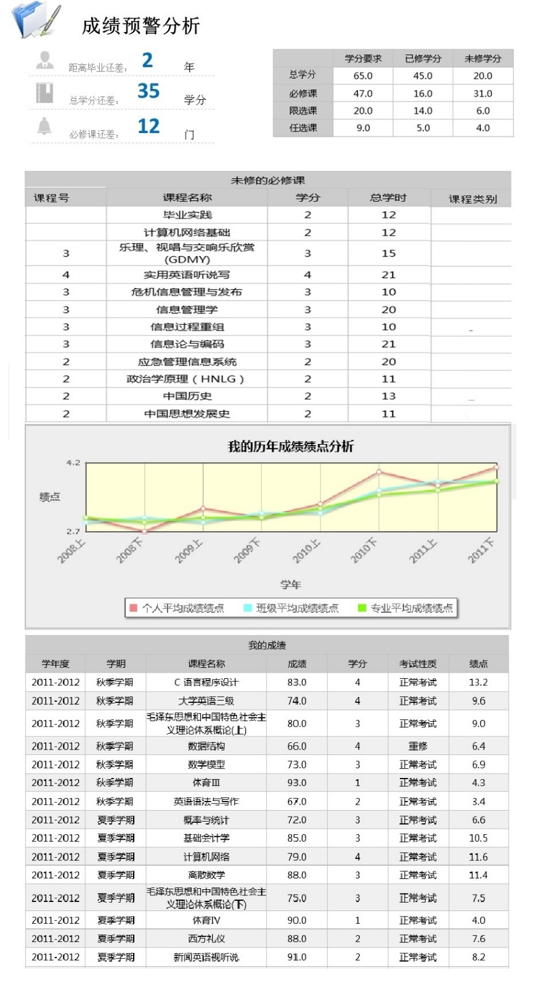 成绩预警分析
距离毕业还差: 2 年
总学分还差: 35 学分
必修课还差: 12 门
学分要求 已修学分 未修学分
总学分 65.0 45.0 20.0
必修课 47.0 16.0 31.0
限选课 20.0 14.0 6.0
任选课 9.0 5.0 4.0
未修的必修课
课程号 课程名称 学分 总学时 课程类别
毕业实践 2 12
计算机网络基础 2 12
3 乐理、视唱与交响乐欣赏 3 15
(GDMY)
4 实用英语听说写 4 21
3 危机信息管理与发布 3 10
3 信息管理学 3 20
3 信息过程重组 3 10
3 信息论与编码 3 21
2 应急管理信息系统 2 20
2 政治学原理(HNLG) 2 11
2 中国历史 2 13
2 中国思想发展史 2 11
我的历年成绩绩点分析
4.2
绩点
2.7
2008上 2008下 2009上 2009下 2010上 2010下 2011上 2011下
学年
个人平均成绩绩点 班级平均成绩绩点 专业平均成绩绩点
我的成绩
学年度 学期 课程名称 成绩 学分 考试性质 绩点
2011-2012 秋季学期 C 语言程序设计 83.0 4 正常考试 13.2
2011-2012 秋季学期 大学英语三级 74.0 4 正常考试 9.6
2011-2012 秋季学期 毛泽东思想和中国特色社会主 80.0 3 正常考试 9.0
义理论体系概论(上)
2011-2012 秋季学期 数据结构 66.0 4 重修 6.4
2011-2012 秋季学期 数学模型 73.0 3 正常考试 6.9
2011-2012 秋季学期 体育Ⅲ 93.0 1 正常考试 4.3
2011-2012 秋季学期 英语语法与写作 67.0 2 正常考试 3.4
2011-2012 夏季学期 概率与统计 72.0 3 正常考试 6.6
2011-2012 夏季学期 基础会计学 85.0 3 正常考试 10.5
2011-2012 夏季学期 计算机网络 79.0 4 正常考试 11.6
2011-2012 夏季学期 离散数学 88.0 3 正常考试 11.4
2011-2012 夏季学期 毛泽东思想和中国特色社会主 75.0 3 正常考试 7.5
义理论体系概论(下)
2011-2012 夏季学期 体育Ⅳ 90.0 1 正常考试 4.0
2011-2012 夏季学期 西方礼仪 88.0 2 正常考试 7.6
2011-2012 夏季学期 新闻英语视听说 91.0 2 正常考试 8.2